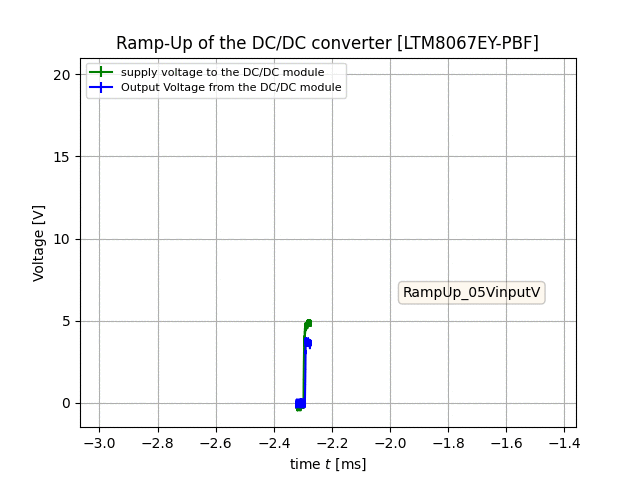 Ramp-Up of the DC/DC converter [LTM8067EY-PBF]
supply voltage to the DC/DC module
Output Voltage from the DC/DC module
20
15
10
5
0
Voltage [V]
RampUp_05VinputV
−3.0 −2.8 −2.6 −2.4 −2.2 −2.0 −1.8 −1.6 −1.4
time t [ms]